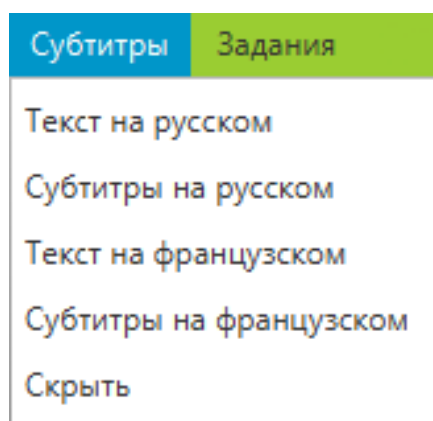 Субтитры Задания
Текст на русском
Субтитры на русском
Текст на французском
Субтитры на французском
Скрыть